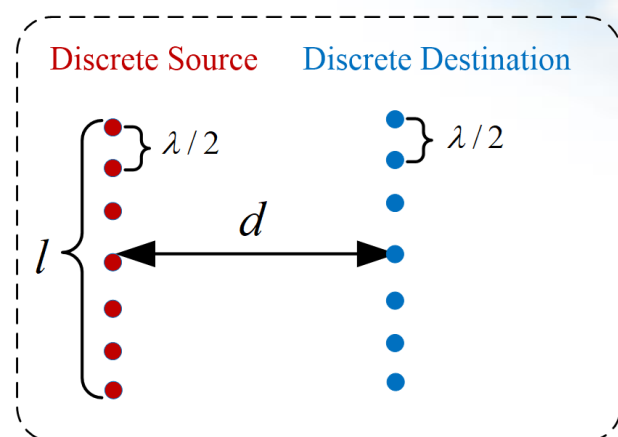 Discrete Source
Discrete Destination
λ/2
λ/2
d
l